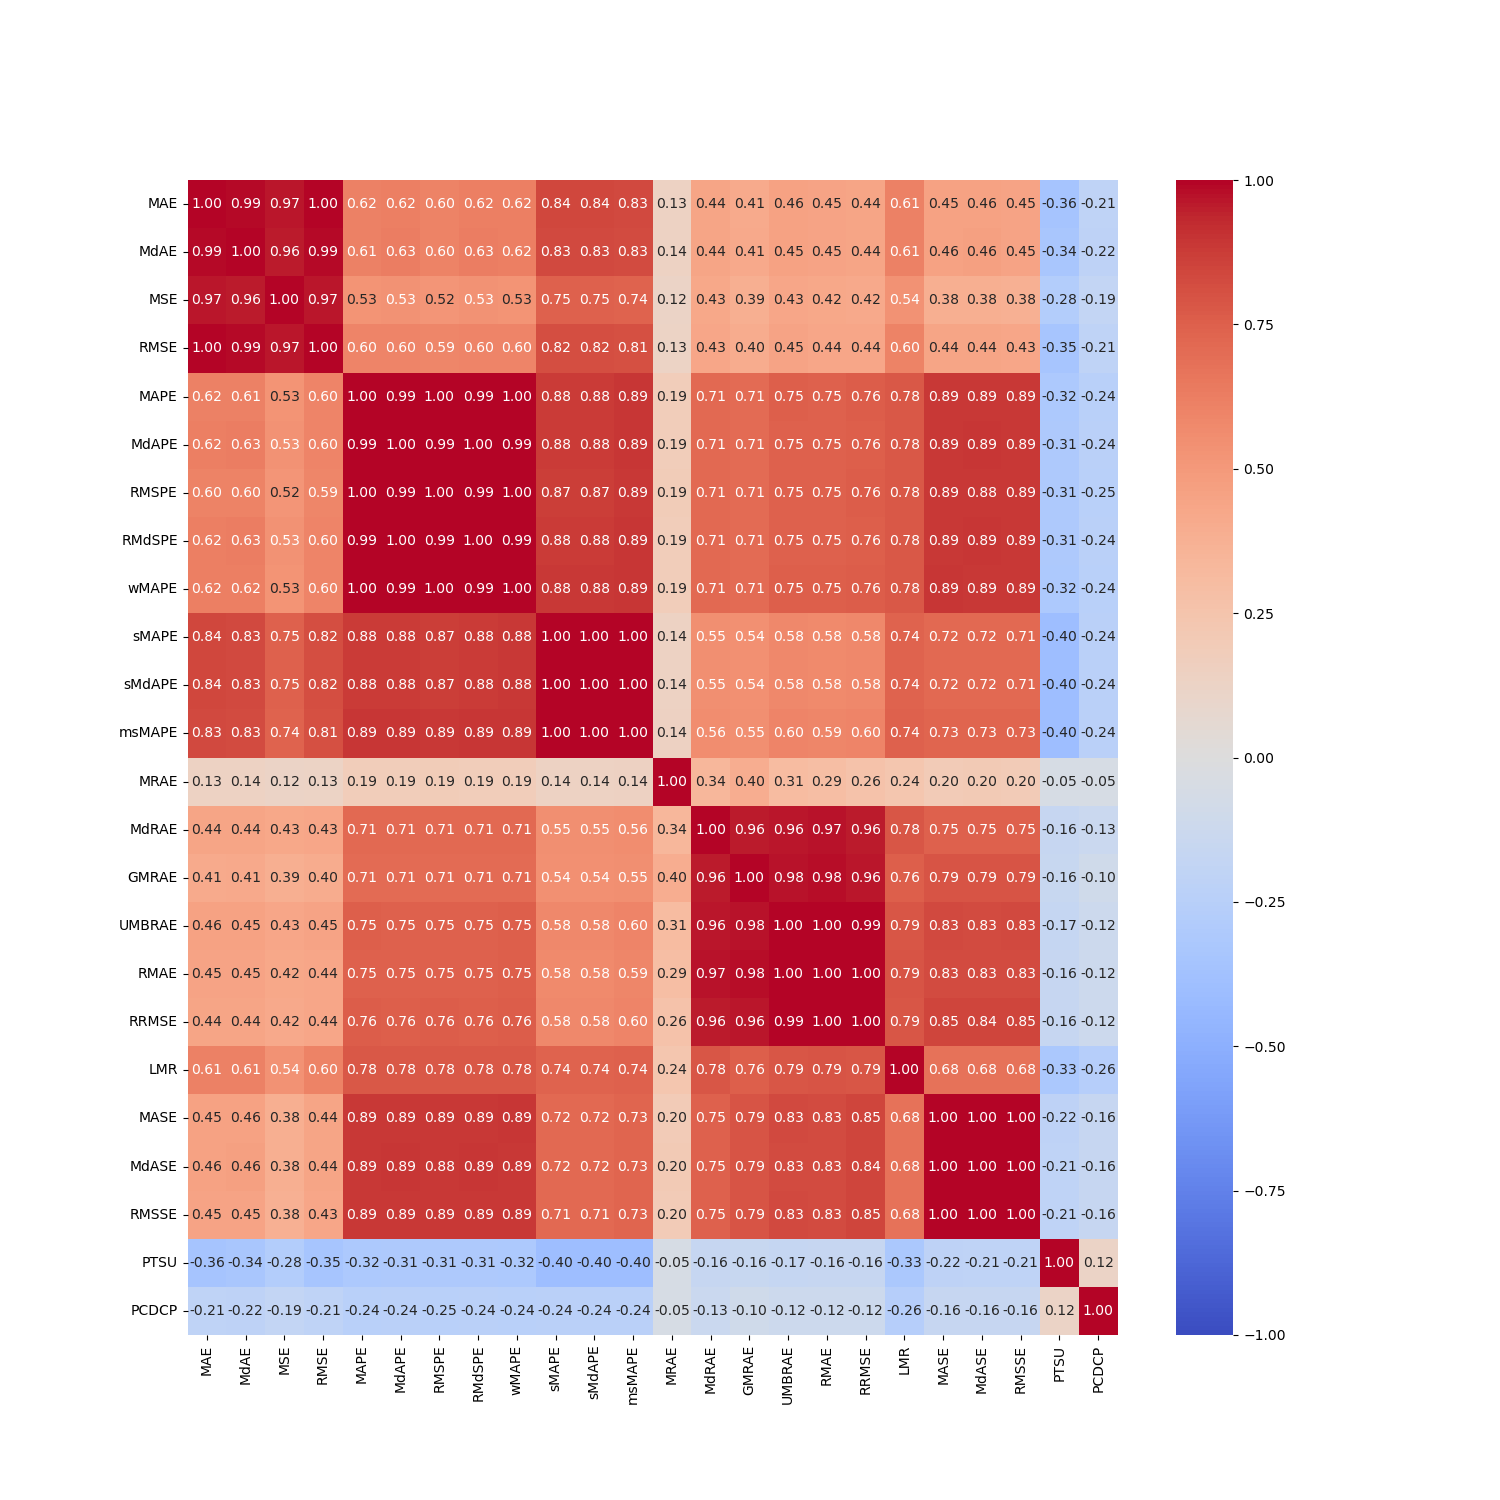 MAE 1.00 0.99 0.97 1.00 0.62 0.62 0.60 0.62 0.62 0.84 0.84 0.83 0.13 0.44 0.41 0.46 0.45 0.44 0.61 0.45 0.46 0.45 -0.36 -0.21
MdAE 0.99 1.00 0.96 0.99 0.61 0.63 0.60 0.63 0.62 0.83 0.83 0.83 0.14 0.44 0.41 0.45 0.45 0.44 0.61 0.46 0.46 0.45 -0.34 -0.22
MSE 0.97 0.96 1.00 0.97 0.53 0.53 0.52 0.53 0.53 0.75 0.75 0.74 0.12 0.43 0.39 0.43 0.42 0.42 0.54 0.38 0.38 0.38 -0.28 -0.19
RMSE 1.00 0.99 0.97 1.00 0.60 0.60 0.59 0.60 0.60 0.82 0.82 0.81 0.13 0.43 0.40 0.45 0.44 0.44 0.60 0.44 0.44 0.43 -0.35 -0.21
MAPE 0.62 0.61 0.53 0.60 1.00 0.99 1.00 0.99 1.00 0.88 0.88 0.89 0.19 0.71 0.71 0.75 0.75 0.76 0.78 0.89 0.89 0.89 -0.32 -0.24
MdAPE 0.62 0.63 0.53 0.60 0.99 1.00 0.99 1.00 0.99 0.88 0.88 0.89 0.19 0.71 0.71 0.75 0.75 0.76 0.78 0.89 0.89 0.89 -0.31 -0.24
RMSPE 0.60 0.60 0.52 0.59 1.00 0.99 1.00 0.99 1.00 0.87 0.87 0.89 0.19 0.71 0.71 0.75 0.75 0.76 0.78 0.89 0.88 0.89 -0.31 -0.25
RMdSPE 0.62 0.63 0.53 0.60 0.99 1.00 0.99 1.00 0.99 0.88 0.88 0.89 0.19 0.71 0.71 0.75 0.75 0.76 0.78 0.89 0.89 0.89 -0.31 -0.24
wMAPE 0.62 0.62 0.53 0.60 1.00 0.99 1.00 0.99 1.00 0.88 0.88 0.89 0.19 0.71 0.71 0.75 0.75 0.76 0.78 0.89 0.89 0.89 -0.32 -0.24
sMAPE 0.84 0.83 0.75 0.82 0.88 0.88 0.87 0.88 0.88 1.00 1.00 1.00 0.14 0.55 0.54 0.58 0.58 0.58 0.74 0.72 0.72 0.71 -0.40 -0.24
sMdAPE 0.84 0.83 0.75 0.82 0.88 0.88 0.87 0.88 0.88 1.00 1.00 1.00 0.14 0.55 0.54 0.58 0.58 0.58 0.74 0.72 0.72 0.71 -0.40 -0.24
msMAPE 0.83 0.83 0.74 0.81 0.89 0.89 0.89 0.89 0.89 1.00 1.00 1.00 0.14 0.56 0.55 0.60 0.59 0.60 0.74 0.73 0.73 0.73 -0.40 -0.24
MRAE 0.13 0.14 0.12 0.13 0.19 0.19 0.19 0.19 0.19 0.14 0.14 0.14 1.00 0.34 0.40 0.31 0.29 0.26 0.24 0.20 0.20 0.20 -0.05 -0.05
MdRAE 0.44 0.44 0.43 0.43 0.71 0.71 0.71 0.71 0.71 0.55 0.55 0.56 0.34 1.00 0.96 0.96 0.97 0.96 0.78 0.75 0.75 0.75 -0.16 -0.13
GMRAE 0.41 0.41 0.39 0.40 0.71 0.71 0.71 0.71 0.71 0.54 0.54 0.55 0.40 0.96 1.00 0.98 0.98 0.96 0.76 0.79 0.79 0.79 -0.16 -0.10
UMBRAE 0.46 0.45 0.43 0.45 0.75 0.75 0.75 0.75 0.75 0.58 0.58 0.60 0.31 0.96 0.98 1.00 1.00 0.99 0.79 0.83 0.83 0.83 -0.17 -0.12
RMAE 0.45 0.45 0.42 0.44 0.75 0.75 0.75 0.75 0.75 0.58 0.58 0.59 0.29 0.97 0.98 1.00 1.00 1.00 0.79 0.83 0.83 0.83 -0.16 -0.12
RRMSE 0.44 0.44 0.42 0.44 0.76 0.76 0.76 0.76 0.76 0.58 0.58 0.60 0.26 0.96 0.96 0.99 1.00 1.00 0.79 0.85 0.84 0.85 -0.16 -0.12
LMR 0.61 0.61 0.54 0.60 0.78 0.78 0.78 0.78 0.78 0.74 0.74 0.74 0.24 0.78 0.76 0.79 0.79 0.79 1.00 0.68 0.68 0.68 -0.33 -0.26
MASE 0.45 0.46 0.38 0.44 0.89 0.89 0.89 0.89 0.89 0.72 0.72 0.73 0.20 0.75 0.79 0.83 0.83 0.85 0.68 1.00 1.00 1.00 -0.22 -0.16
MdASE 0.46 0.46 0.38 0.44 0.89 0.89 0.88 0.89 0.89 0.72 0.72 0.73 0.20 0.75 0.79 0.83 0.83 0.84 0.68 1.00 1.00 1.00 -0.21 -0.16
RMSSE 0.45 0.45 0.38 0.43 0.89 0.89 0.89 0.89 0.89 0.71 0.71 0.73 0.20 0.75 0.79 0.83 0.83 0.85 0.68 1.00 1.00 1.00 -0.21 -0.16
PTSU -0.36 -0.34 -0.28 -0.35 -0.32 -0.31 -0.31 -0.31 -0.32 -0.40 -0.40 -0.40 -0.05 -0.16 -0.16 -0.17 -0.16 -0.16 -0.33 -0.22 -0.21 -0.21 1.00 0.12
PCDCP -0.21 -0.22 -0.19 -0.21 -0.24 -0.24 -0.25 -0.24 -0.24 -0.24 -0.24 -0.24 -0.05 -0.13 -0.10 -0.12 -0.12 -0.12 -0.26 -0.16 -0.16 -0.16 0.12 1.00
MAE MdAE MSE RMSE MAPE MdAPE RMSPE RMdSPE wMAPE sMAPE sMdAPE msMAPE MRAE MdRAE GMRAE UMBRAE RMAE RRMSE LMR MASE MdASE RMSSE PTSU PCDCP
1.00
0.75
0.50
0.25
0.00
−0.25
−0.50
−0.75
−1.00